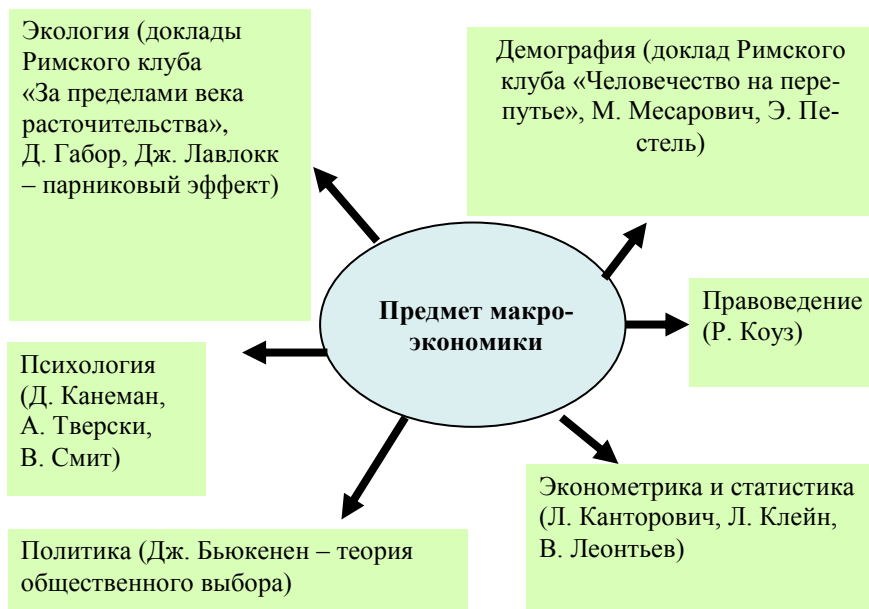 Экология (доклады
Римского клуба
«За пределами века
расточительства»,
Д. Габор, Дж. Лавлокк
– парниковый эффект)
Демография (доклад Римского
клуба «Человечество на пере-
путье», М. Месарович, Э. Пе-
стель)
Предмет макро-
экономики
Правоведение
(Р. Коуз)
Психология
(Д. Канеман,
А. Тверски,
В. Смит)
Эконометрика и статистика
(Л. Канторович, Л. Клейн,
В. Леонтьев)
Политика (Дж. Бьюкенен – теория
общественного выбора)